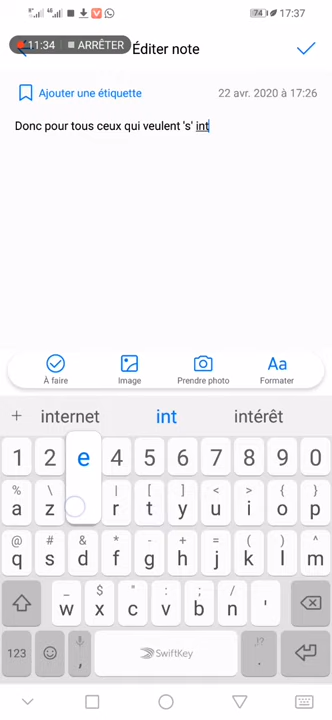 74 17:37
11:34 ARRÊTER Éditer note
Ajouter une étiquette 22 avr. 2020 à 17:26
Donc pour tous ceux qui veulent 's' int
À faire Image Prendre photo Aa Formater
+ internet int intérêt
1 2 e 4 5 6 7 8 9 0
% \ | [ ] < > { }
a z r t y u i o p
@ # & * - + = ( ) ^
q s d f g h j k l m
_ $ " : ; /
w x c v b n '
123 , SwiftKey ,!? .